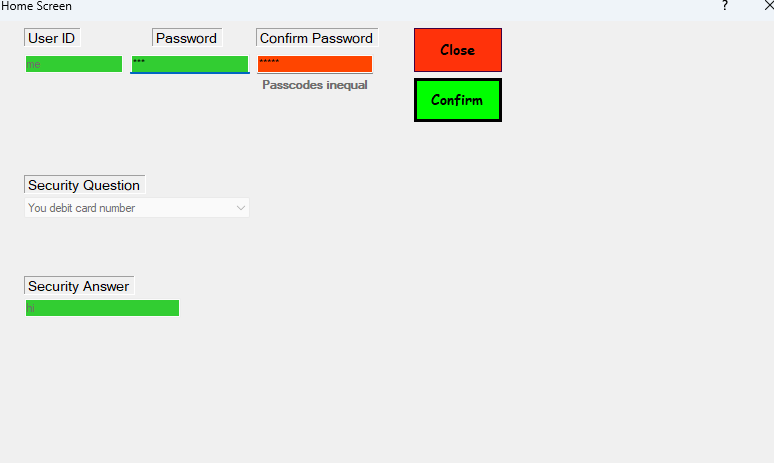 Home Screen ?
User ID Password Confirm Password Close
me *** *****
Passcodes inequal Confirm
Security Question
You debit card number
Security Answer
hi